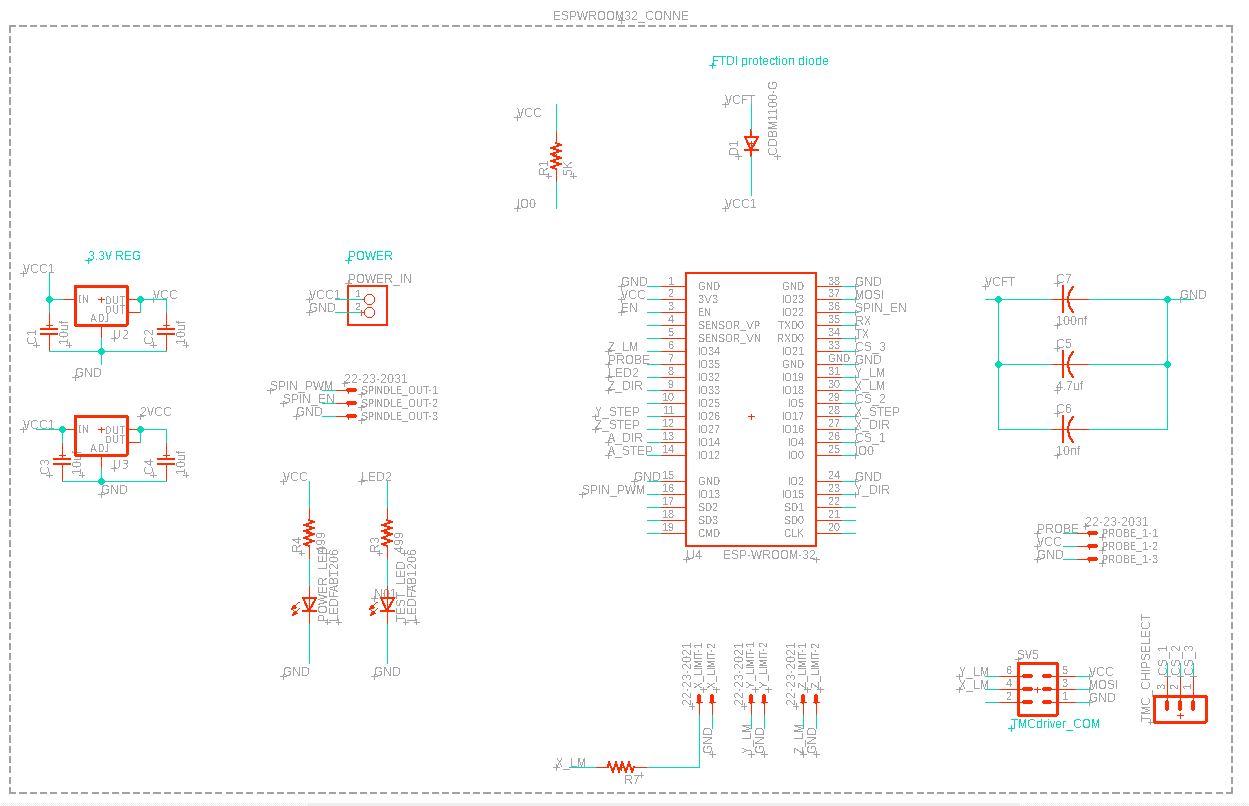 ESPWROOM32_CONNE
FTDI protection diode
VCC
R1
5K
IO0
VCFT
D1
CDBM1100-G
VCC1
3.3V REG
VCC1
IN
OUT
OUT
ADJ
VCC
C1
10uf
U2
C2
10uf
GND
VCC1
IN
OUT
OUT
ADJ
2VCC
C3
U3
C4
10uf
GND
POWER
POWER_IN
VCC1 1
GND 2
22-23-2031
SPIN_PWM SPINDLE_OUT-1
SPIN_EN SPINDLE_OUT-2
GND SPINDLE_OUT-3
VCC
R4
499
POWER_LED
LEDFAB1206
GND
LED2
R3
499
TEST_LED
LEDFAB1206
GND
GND 1 GND GND 38 GND
VCC 2 3V3 IO23 37 MOSI
EN 3 EN IO22 36 SPIN_EN
4 SENSOR_VP TXD0 35 RX
5 SENSOR_VN RXD0 34 TX
Z_LM 6 IO34 IO21 33 CS_3
PROBE 7 IO35 GND GND GND
LED2 8 IO32 IO19 31 Y_LM
Z_DIR 9 IO33 IO18 30 X_LM
10 IO25 IO5 29 CS_2
Y_STEP 11 IO26 IO17 28 X_STEP
Z_STEP 12 IO27 IO16 27 X_DIR
A_DIR 13 IO14 IO4 26 CS_1
A_STEP 14 IO12 IO0 25 IO0
GND 15 GND IO2 24 GND
SPIN_PWM 16 IO13 IO15 23 Y_DIR
17 SD2 SD1 22
18 SD3 SD0 21
19 CMD CLK 20
U4 ESP-WROOM-32
VCFT
C7
100nf
GND
C5
4.7uf
C6
10nf
22-23-2031
PROBE PROBE_1-1
VCC PROBE_1-2
GND PROBE_1-3
22-23-2021
X_LIMIT-1
X_LIMIT-2
GND
22-23-2021
Y_LIMIT-1
Y_LIMIT-2
Y_LM
GND
22-23-2021
Z_LIMIT-1
Z_LIMIT-2
Z_LM
GND
X_LM
R7
SV5
Y_LM 6 5 VCC
X_LM 4 3 MOSI
2 1 GND
TMCdriver_COM
TMC_CHIPSELECT
CS_1
CS_2
CS_3
3 2 1